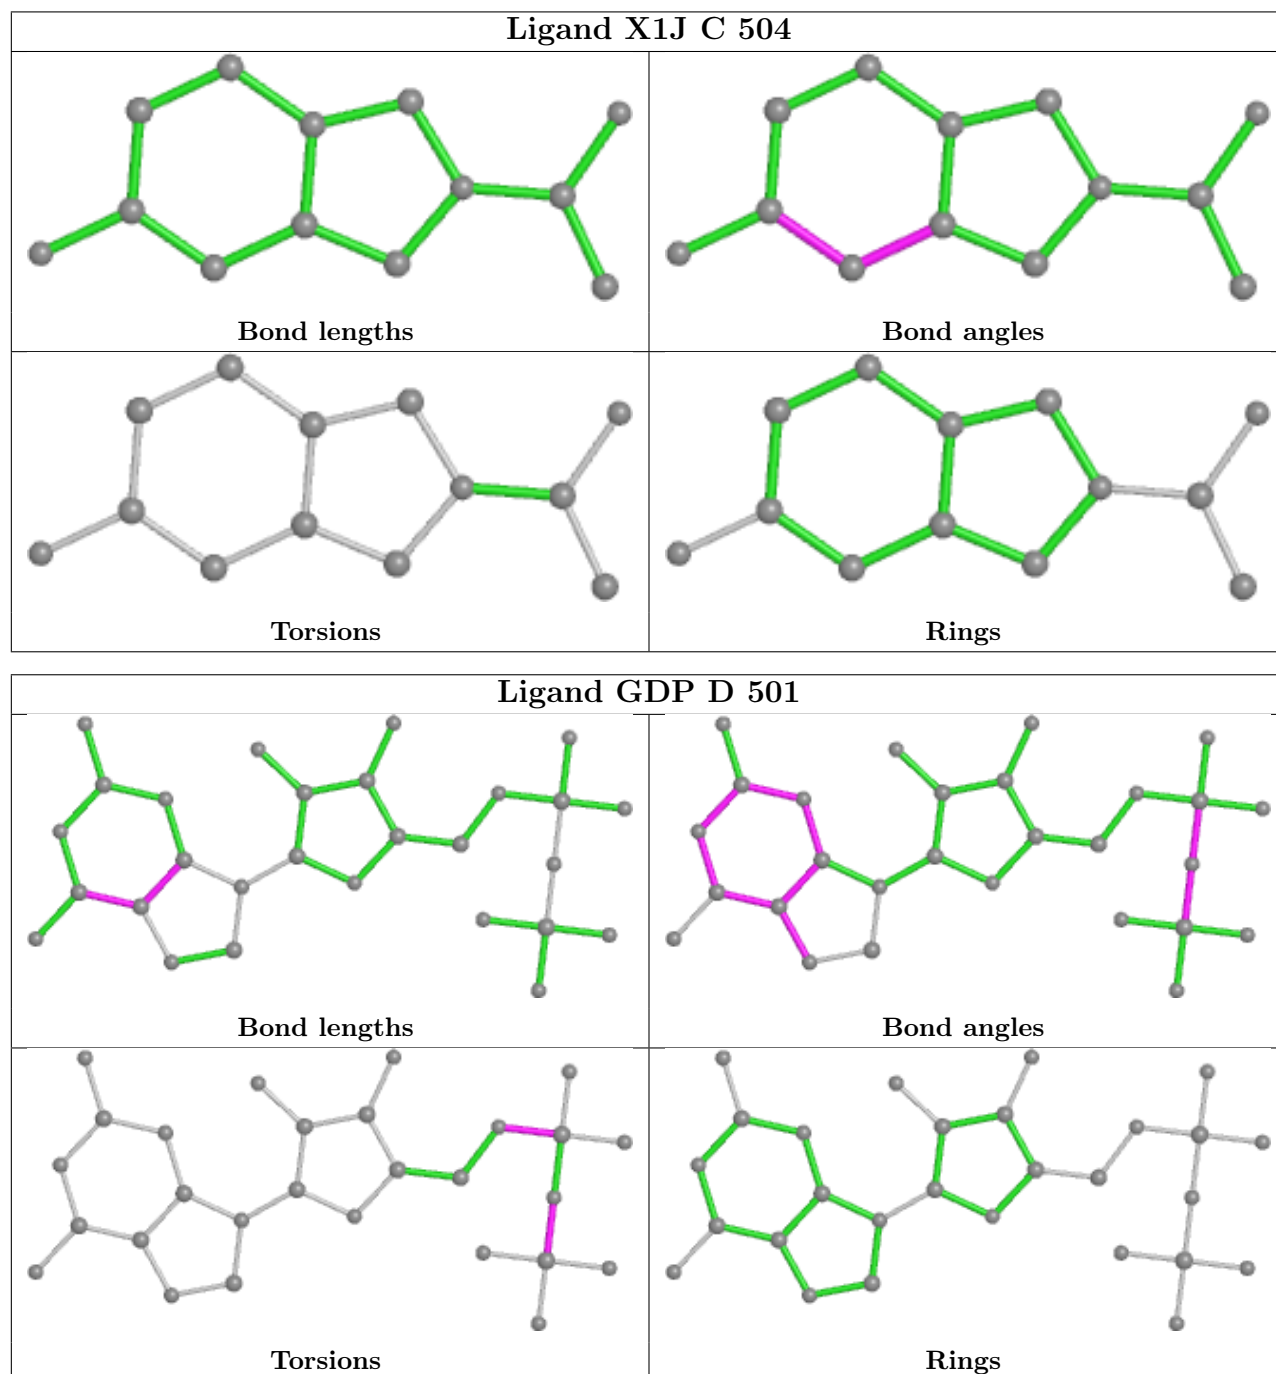 Ligand X1J C 504
Bond lengths
Bond angles
Torsions
Rings
Ligand GDP D 501
Bond lengths
Bond angles
Torsions
Rings